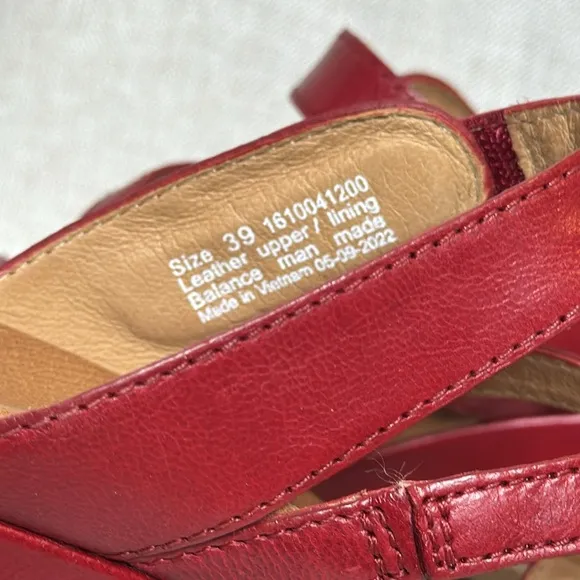 Size 39 1610041200
Leather upper / lining
Balance man made
Made in Vietnam 05-09-2022